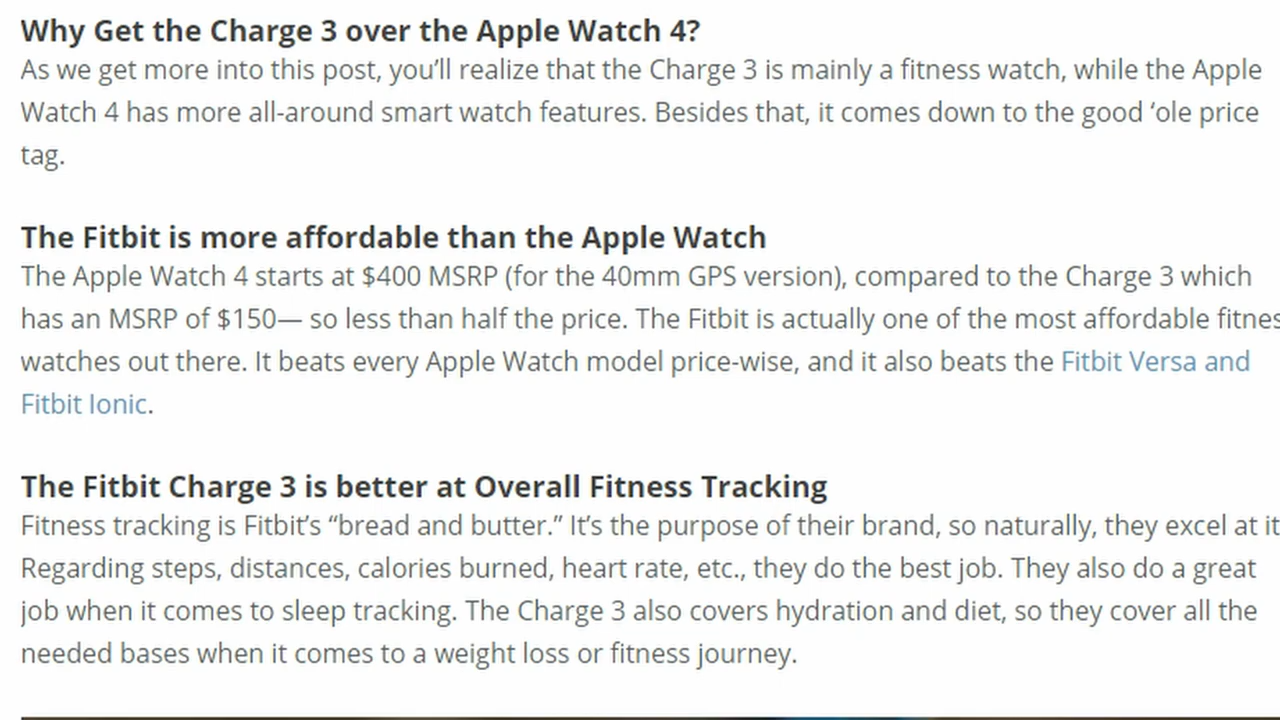 Why Get the Charge 3 over the Apple Watch 4?
As we get more into this post, you’ll realize that the Charge 3 is mainly a fitness watch, while the Apple
Watch 4 has more all-around smart watch features. Besides that, it comes down to the good ‘ole price
tag.
The Fitbit is more affordable than the Apple Watch
The Apple Watch 4 starts at $400 MSRP (for the 40mm GPS version), compared to the Charge 3 which
has an MSRP of $150— so less than half the price. The Fitbit is actually one of the most affordable fitnes
watches out there. It beats every Apple Watch model price-wise, and it also beats the Fitbit Versa and
Fitbit Ionic.
The Fitbit Charge 3 is better at Overall Fitness Tracking
Fitness tracking is Fitbit’s “bread and butter.” It’s the purpose of their brand, so naturally, they excel at it
Regarding steps, distances, calories burned, heart rate, etc., they do the best job. They also do a great
job when it comes to sleep tracking. The Charge 3 also covers hydration and diet, so they cover all the
needed bases when it comes to a weight loss or fitness journey.